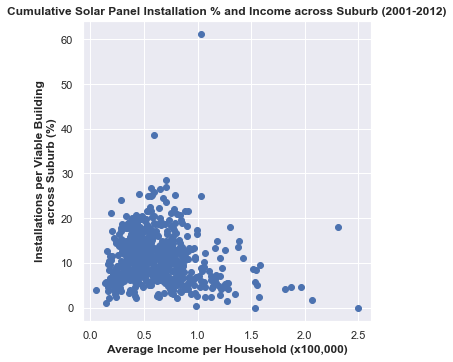 Cumulative Solar Panel Installation % and Income across Suburb (2001-2012)
60
50
40
30
20
10
0
Installations per Viable Building
across Suburb (%)
0.0 0.5 1.0 1.5 2.0 2.5
Average Income per Household (x100,000)